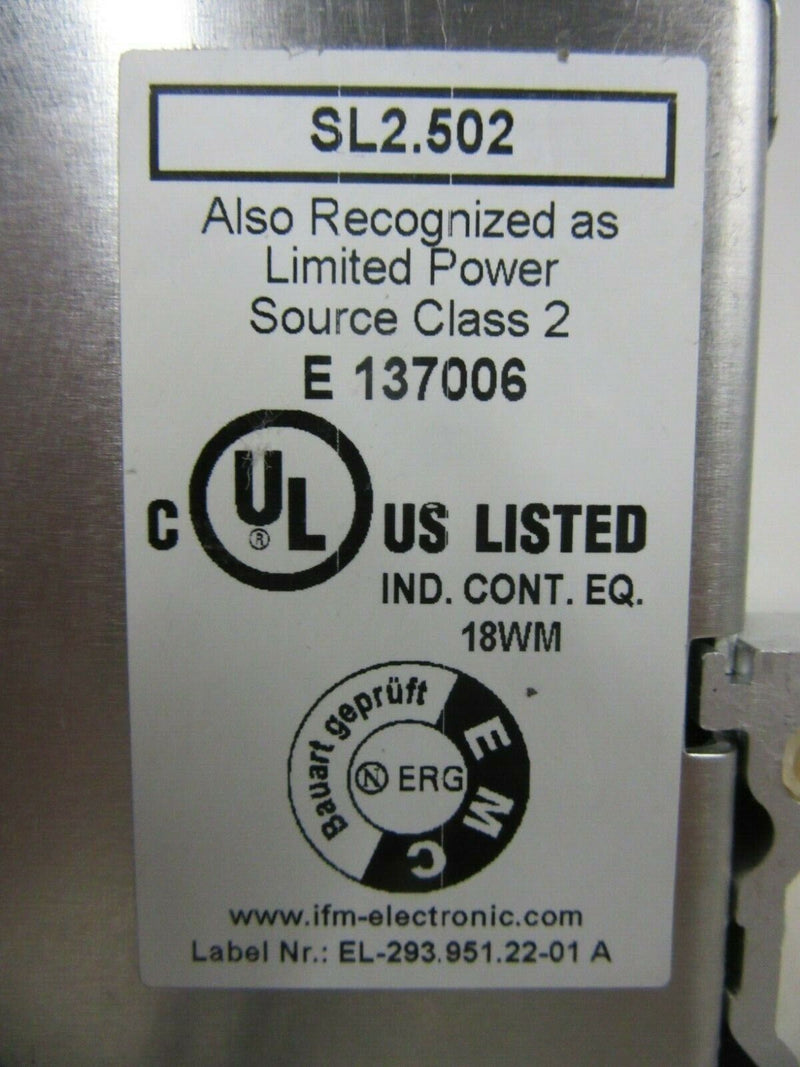 SL2.502
Also Recognized as
Limited Power
Source Class 2
E 137006
C UL® US LISTED
IND. CONT. EQ.
18WM
Bauart geprüft
EMC
N ERG
www.ifm-electronic.com
Label Nr.: EL-293.951.22-01 A